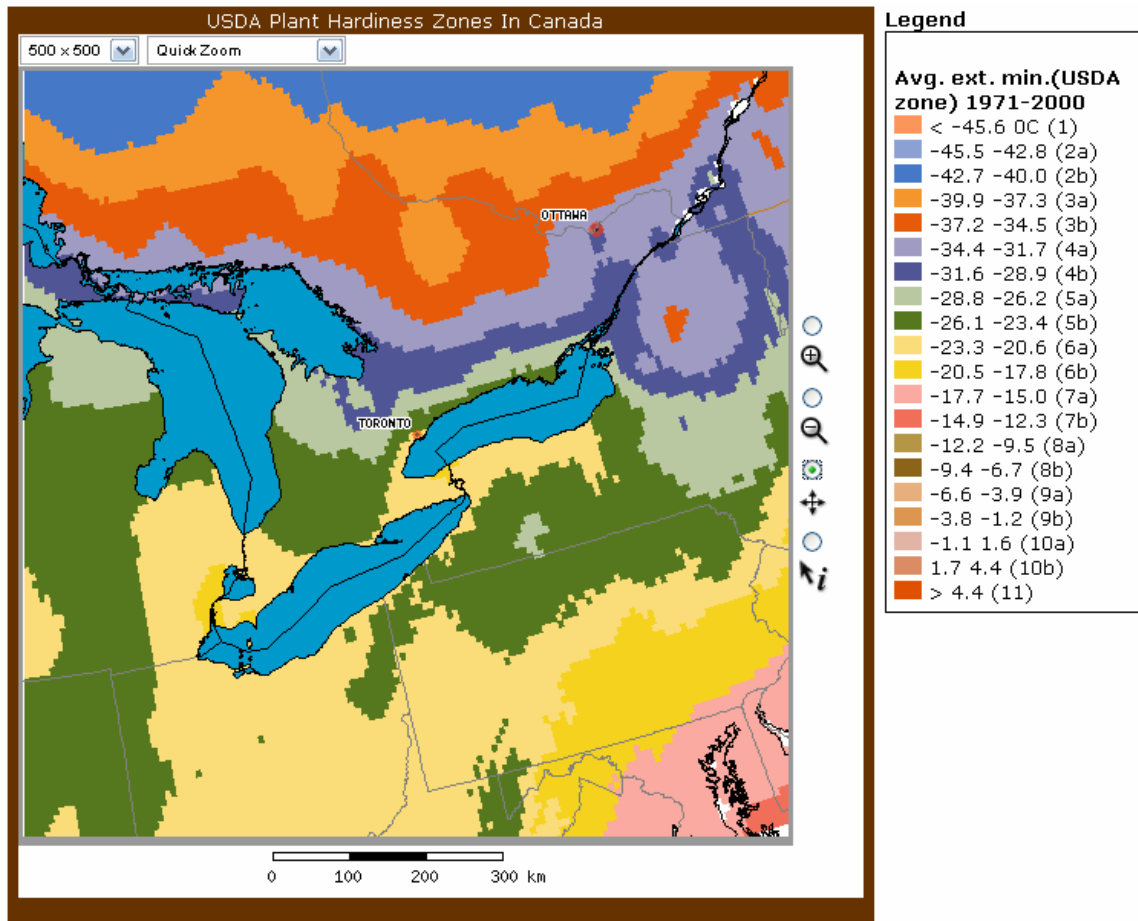 USDA Plant Hardiness Zones In Canada
500 x 500
Quick Zoom
OTTAWA
TORONTO
0 100 200 300 km
Legend
Avg. ext. min.(USDA
zone) 1971-2000
< -45.6 0C (1)
-45.5 -42.8 (2a)
-42.7 -40.0 (2b)
-39.9 -37.3 (3a)
-37.2 -34.5 (3b)
-34.4 -31.7 (4a)
-31.6 -28.9 (4b)
-28.8 -26.2 (5a)
-26.1 -23.4 (5b)
-23.3 -20.6 (6a)
-20.5 -17.8 (6b)
-17.7 -15.0 (7a)
-14.9 -12.3 (7b)
-12.2 -9.5 (8a)
-9.4 -6.7 (8b)
-6.6 -3.9 (9a)
-3.8 -1.2 (9b)
-1.1 1.6 (10a)
1.7 4.4 (10b)
> 4.4 (11)